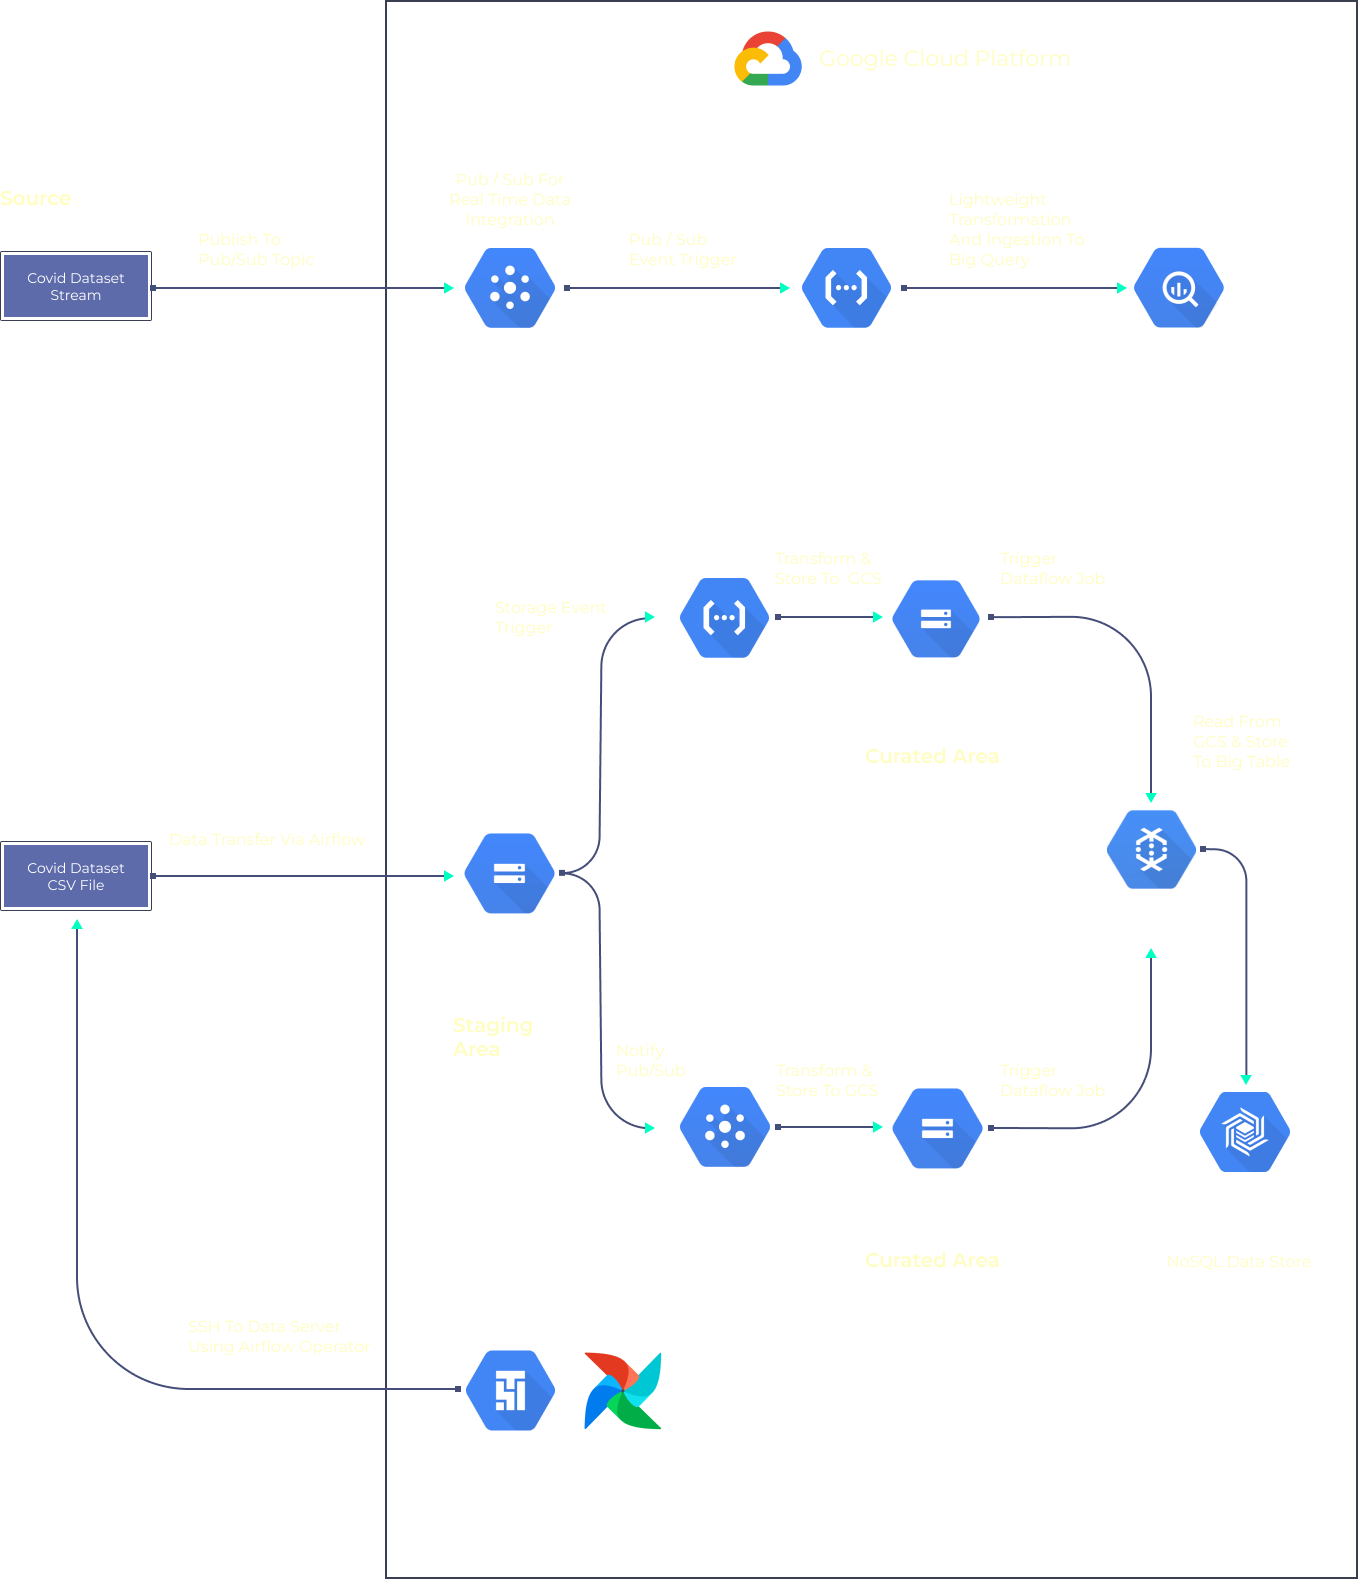 Google Cloud Platform
Source
Covid Dataset
Stream
Publish To
Pub/Sub Topic
Pub / Sub For
Real Time Data
Integration
Pub / Sub
Event Trigger
Lightweight
Transformation
And Ingestion To
Big Query
Storage Event
Trigger
Transform &
Store To GCS
Trigger
Dataflow Job
Curated Area
Read From
GCS & Store
To Big Table
Covid Dataset
CSV File
Data Transfer Via Airflow
Staging
Area
Notify
Pub/Sub
Transform &
Store To GCS
Trigger
Dataflow Job
Curated Area
NoSQL Data Store
SSH To Data Server
Using Airflow Operator